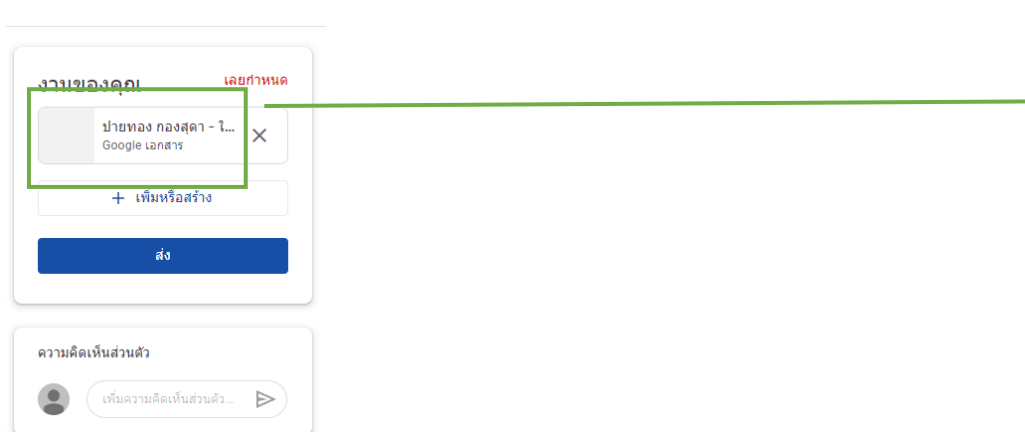 งานของคุณ
เลยกำหนด
ปายทอง กองสุดา - ใ...
Google เอกสาร
+ เพิ่มหรือสร้าง
ส่ง
ความคิดเห็นส่วนตัว
เพิ่มความคิดเห็นส่วนตัว...